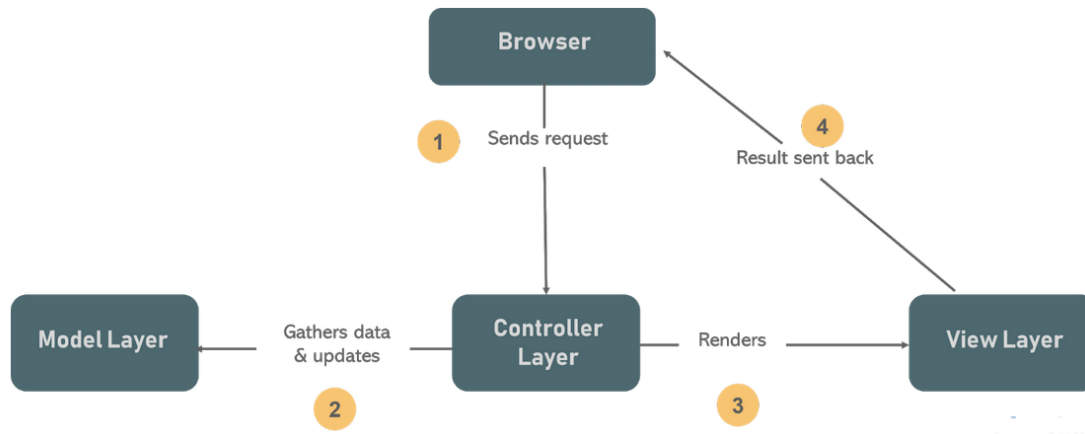 Browser
1
Sends request
4
Result sent back
Model Layer
Gathers data
& updates
2
Controller
Layer
Renders
3
View Layer